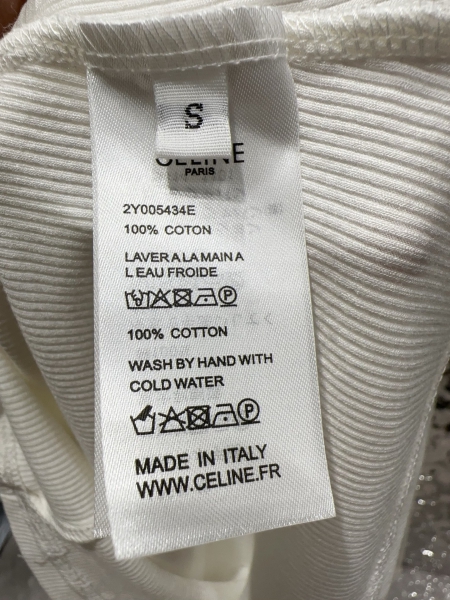 S
CELINE
PARIS
2Y005434E
100% COTON
LAVER A LA MAIN A
L EAU FROIDE
100% COTTON
WASH BY HAND WITH
COLD WATER
MADE IN ITALY
WWW.CELINE.FR